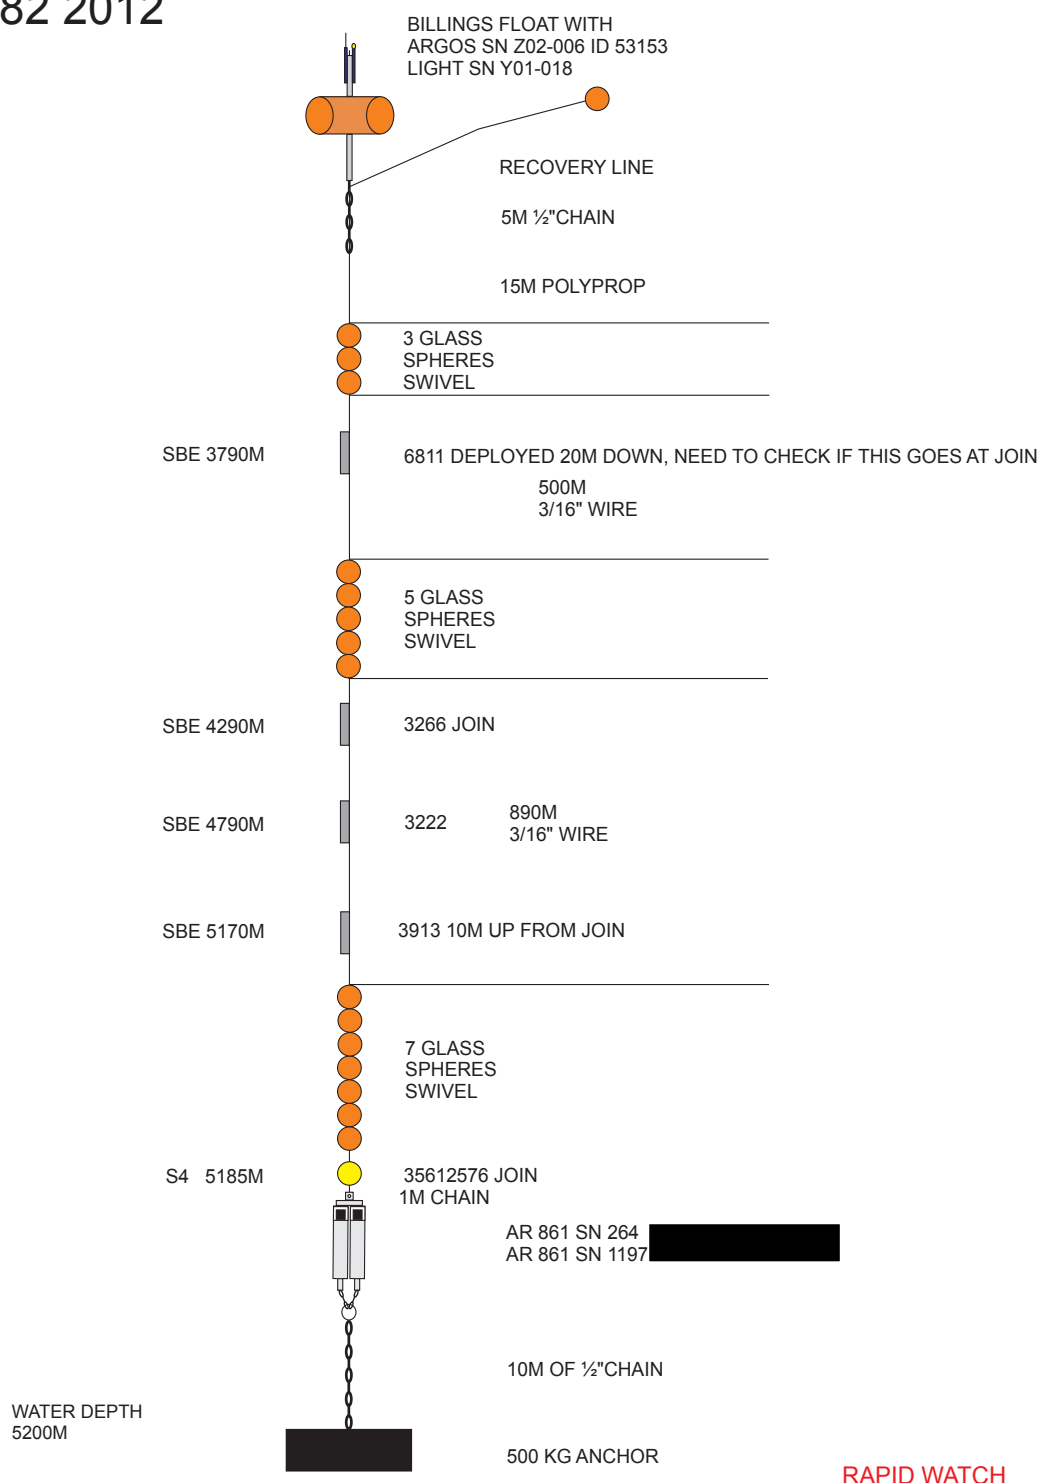 82 2012
BILLINGS FLOAT WITH
ARGOS SN Z02-006 ID 53153
LIGHT SN Y01-018
RECOVERY LINE
5M ½"CHAIN
15M POLYPROP
3 GLASS
SPHERES
SWIVEL
SBE 3790M
6811 DEPLOYED 20M DOWN, NEED TO CHECK IF THIS GOES AT JOIN
500M
3/16" WIRE
5 GLASS
SPHERES
SWIVEL
SBE 4290M
3266 JOIN
SBE 4790M
3222
890M
3/16" WIRE
SBE 5170M
3913 10M UP FROM JOIN
7 GLASS
SPHERES
SWIVEL
S4 5185M
35612576 JOIN
1M CHAIN
AR 861 SN 264
AR 861 SN 1197
10M OF ½"CHAIN
WATER DEPTH
5200M
500 KG ANCHOR
RAPID WATCH